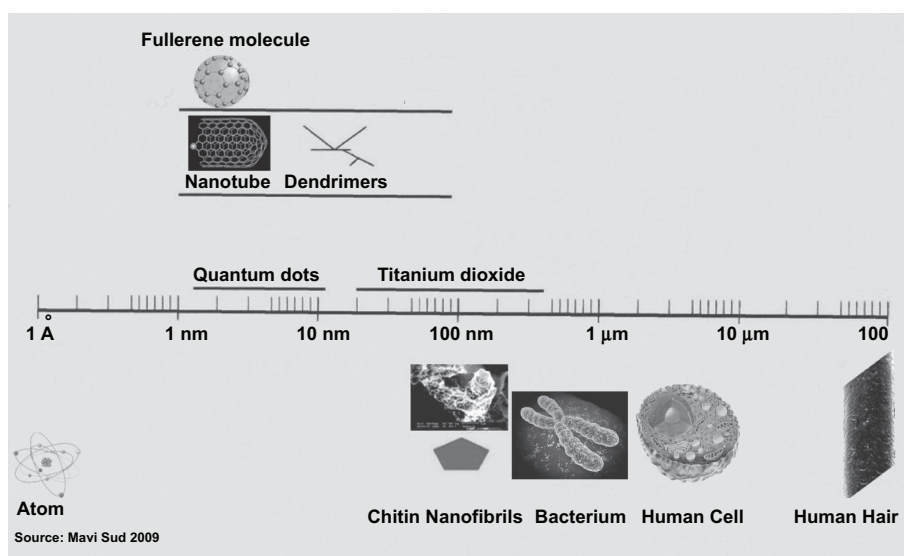 Fullerene molecule
Nanotube Dendrimers
Quantum dots Titanium dioxide
1 Å 1 nm 10 nm 100 nm 1 μm 10 μm 100
Chitin Nanofibrils Bacterium Human Cell Human Hair
Atom
Source: Mavi Sud 2009